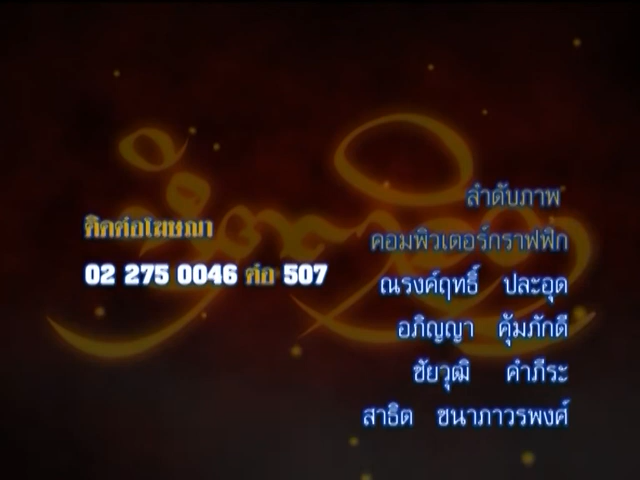 ติดต่อโฆษณา
02 275 0046 ต่อ 507
ลำดับภาพ
คอมพิวเตอร์กราฟฟิก
ณรงค์ฤทธิ์ ปละอุด
อภิญญา คุ้มภักดี
ชัยวุฒิ คำภีระ
สาธิต ชนาภาวรพงศ์